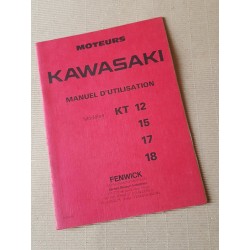 MOTEURS
KAWASAKI
MANUEL D'UTILISATION
KT 12
15
17
18
FENWICK